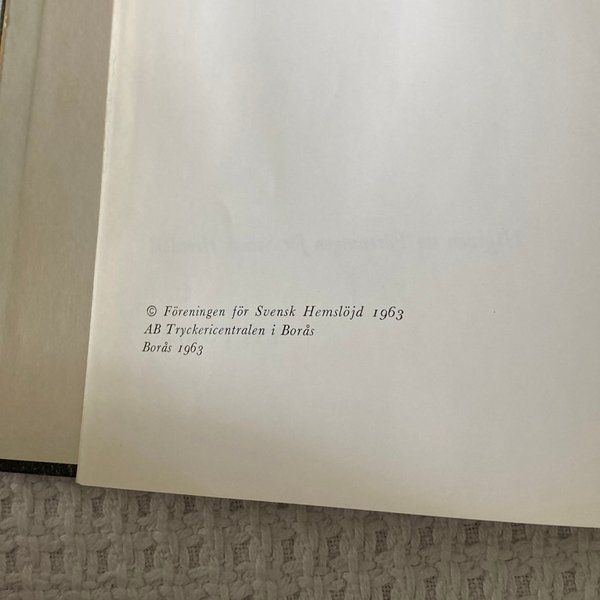 © Föreningen för Svensk Hemslöjd 1963
AB Tryckericentralen i Borås
Borås 1963